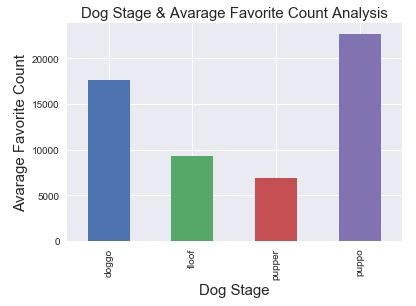 Dog Stage & Avarage Favorite Count Analysis
Avarage Favorite Count
20000
15000
10000
5000
0
doggo
floof
pupper
puppo
Dog Stage